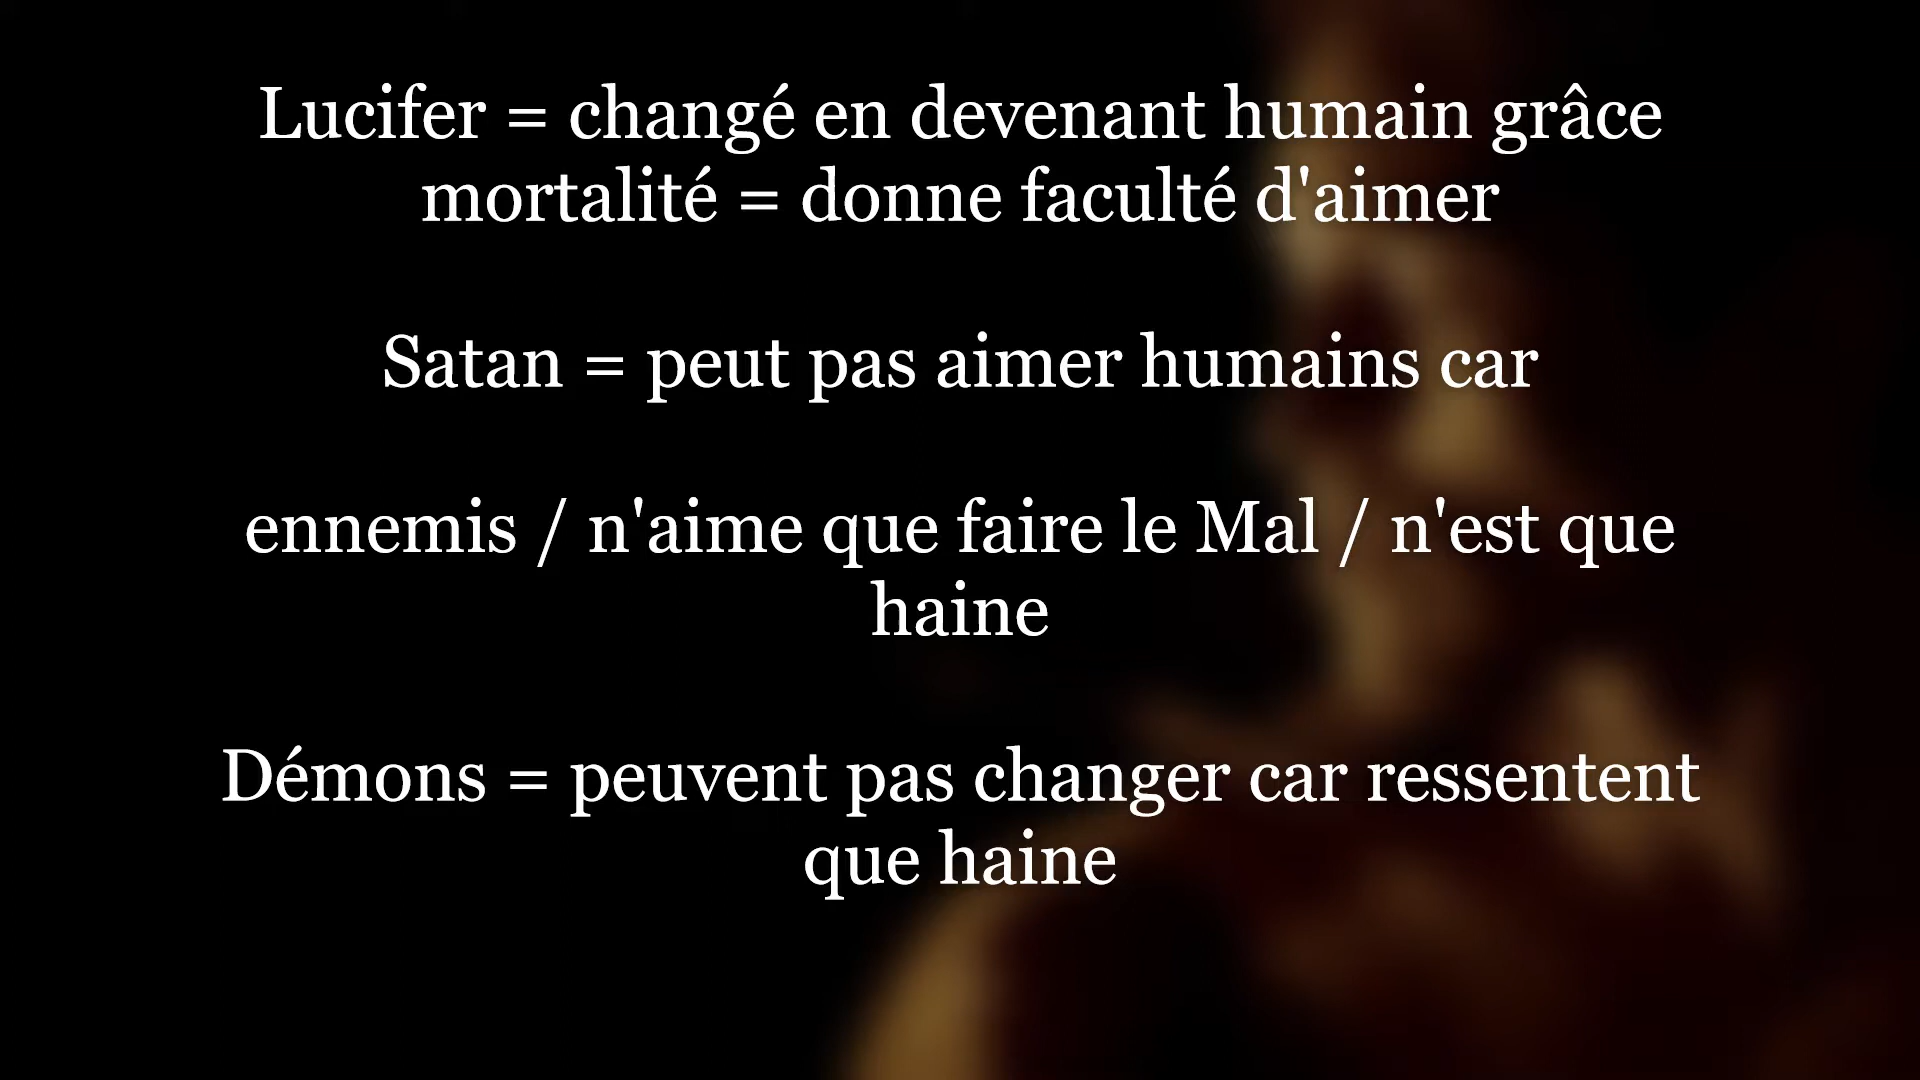 Lucifer = changé en devenant humain grâce
mortalité = donne faculté d'aimer
Satan = peut pas aimer humains car
ennemis / n'aime que faire le Mal / n'est que
haine
Démons = peuvent pas changer car ressentent
que haine